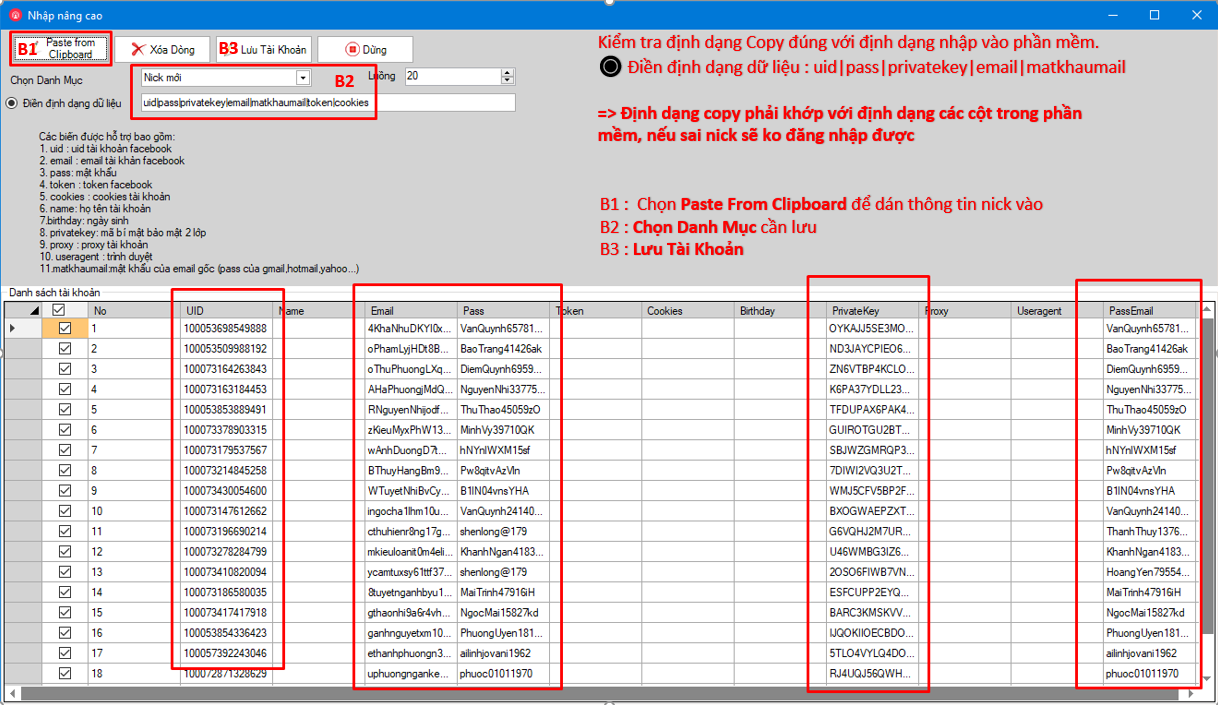 Nhập nâng cao
B1 Paste from Clipboard
Xóa Dòng
B3 Lưu Tài Khoản
Dừng
Chọn Danh Mục
Nick mới
B2
Luồng
20
Điền định dạng dữ liệu
uid|pass|privatekey|email|matkhaumail|token|cookies
Kiểm tra định dạng Copy đúng với định dạng nhập vào phần mềm.
Điền định dạng dữ liệu : uid|pass|privatekey|email|matkhaumail
=> Định dạng copy phải khớp với định dạng các cột trong phần
mềm, nếu sai nick sẽ ko đăng nhập được
Các biến được hỗ trợ bao gồm:
1. uid : uid tài khoản facebook
2. email : email tài khản facebook
3. pass: mật khẩu
4. token : token facebook
5. cookies : cookies tài khoản
6. name: họ tên tài khoản
7.birthday: ngày sinh
8. privatekey: mã bí mật bảo mật 2 lớp
9. proxy : proxy tài khoản
10. useragent : trình duyệt
11.matkhaumail:mật khẩu của email gốc (pass của gmail,hotmail,yahoo...)
B1 : Chọn Paste From Clipboard để dán thông tin nick vào
B2 : Chọn Danh Mục cần lưu
B3 : Lưu Tài Khoản
Danh sách tài khoản
No UID Name Email Pass Token Cookies Birthday PrivateKey Proxy Useragent PassEmail
1 100053698549888 4KhaNhuDKYl0x... VanQuynh65781... OYKAJJ5SE3MO... VanQuynh65781...
2 100053509988192 oPhamLyjHDt8B... BaoTrang41426ak ND3JAYCPIEO6... BaoTrang41426ak
3 100073164263843 oThuPhuongLXq... DiemQuynh6959... ZN6VTBP4KCLO... DiemQuynh6959...
4 100073163184453 AHaPhuongjMdQ... NguyenNhi33775... K6PA37YDLL23... NguyenNhi33775...
5 100053853889491 RNguyenNhijodf... ThuThao45059zO TFDUPAX6PAK4... ThuThao45059zO
6 100073378903315 zKieuMyxPhW13... MinhVy39710QK GUIROTGU2BT... MinhVy39710QK
7 100073179537567 wAnhDuongD7t... hNYnIWXM15sf SBJWZGMRQP3... hNYnIWXM15sf
8 100073214845258 BThuyHangBm9... Pw8qitvAzVln 7DIWI2VQ3U2T... Pw8qitvAzVln
9 100073430054600 WTuyetNhiBvCy... B1IN04vnsYHA WMJ5CFV5BP2F... B1IN04vnsYHA
10 100073147612662 ingocha1lhm10u... VanQuynh24140... BXOGWAEPZXT... VanQuynh24140...
11 100073196690214 cthuhienr8ng17g... shenlong@179 G6VQHJ2M7UR... ThanhThuy1376...
12 100073278284799 mkieuloanit0m4eli... KhanhNgan4183... U46WMBG3IZ6... KhanhNgan4183...
13 100073410820094 ycamtuxsy61ttf37... shenlong@179 2OSO6FIWB7VN... HoangYen79554...
14 100073186580035 8tuyetnganhbyu1... MaiTrinh47916iH ESFCUPP2EYQ... MaiTrinh47916iH
15 100073417417918 gthaonhi9a6r4vh... NgocMai15827kd BARC3KMSKVV... NgocMai15827kd
16 100053854336423 ganhnguyetxm10... PhuongUyen181... IJQOKIIOECBDO... PhuongUyen181...
17 100057392243046 ethanhphuongn3... ailinhjovani1962 5TLO4VYLQ4DO... ailinhjovani1962
18 100072871328629 uphuongnganke... phuoc01011970 RJ4UQJ56QWH... phuoc01011970